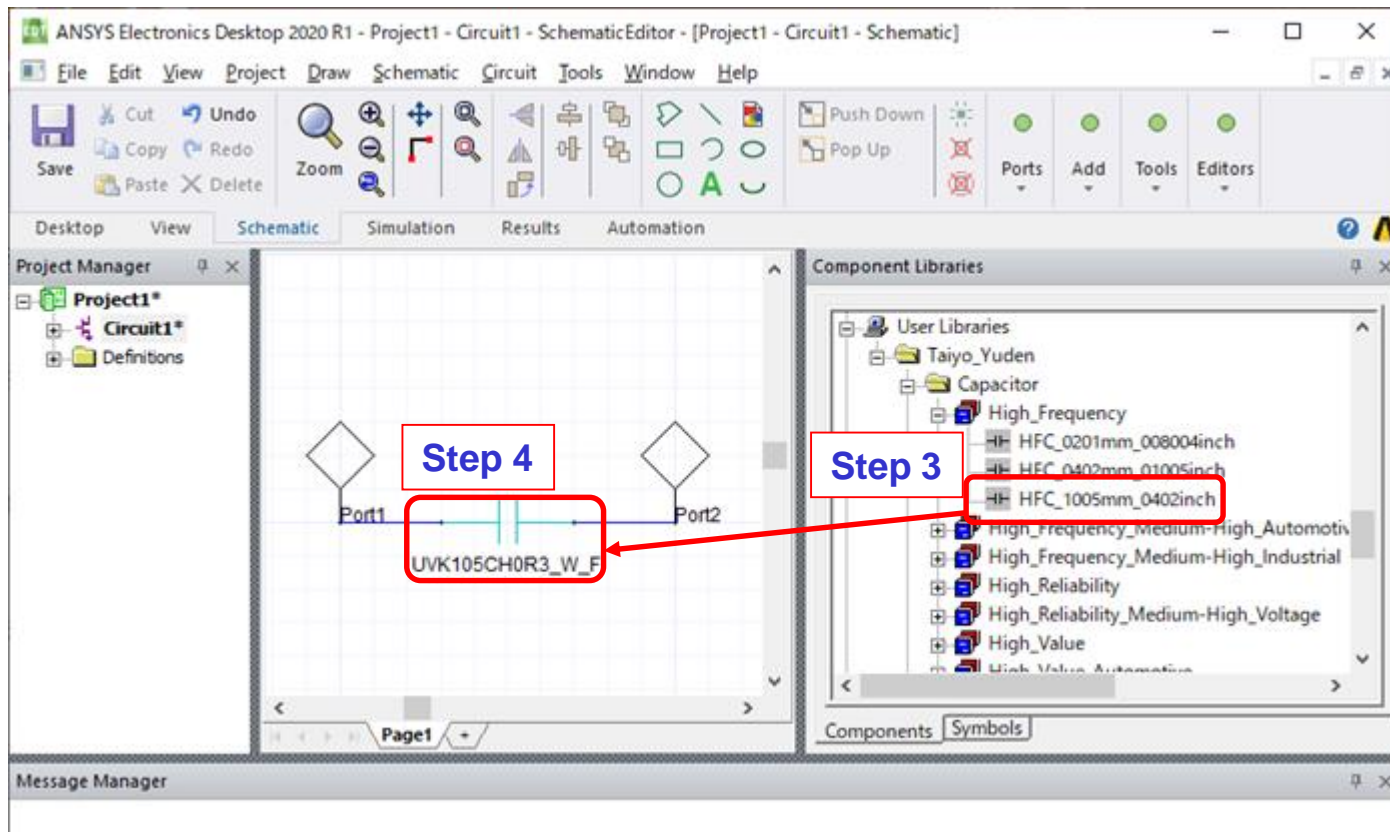 ANSYS Electronics Desktop 2020 R1 - Project1 - Circuit1 - SchematicEditor - [Project1 - Circuit1 - Schematic]
File Edit View Project Draw Schematic Circuit Tools Window Help
Save
Cut
Copy
Paste
Undo
Redo
Delete
Zoom
Push Down
Pop Up
Ports
Add
Tools
Editors
Desktop View Schematic Simulation Results Automation
Project Manager
Project1*
Circuit1*
Definitions
Step 4
Port1
Port2
UVK105CH0R3_W_F
Page1 +
Component Libraries
User Libraries
Taiyo_Yuden
Capacitor
High_Frequency
HFC_0201mm_008004inch
HFC_0402mm_01005inch
Step 3
HFC_1005mm_0402inch
High_Frequency_Medium-High_Automotiv
High_Frequency_Medium-High_Industrial
High_Reliability
High_Reliability_Medium-High_Voltage
High_Value
High_Value_Automotive
Components Symbols
Message Manager